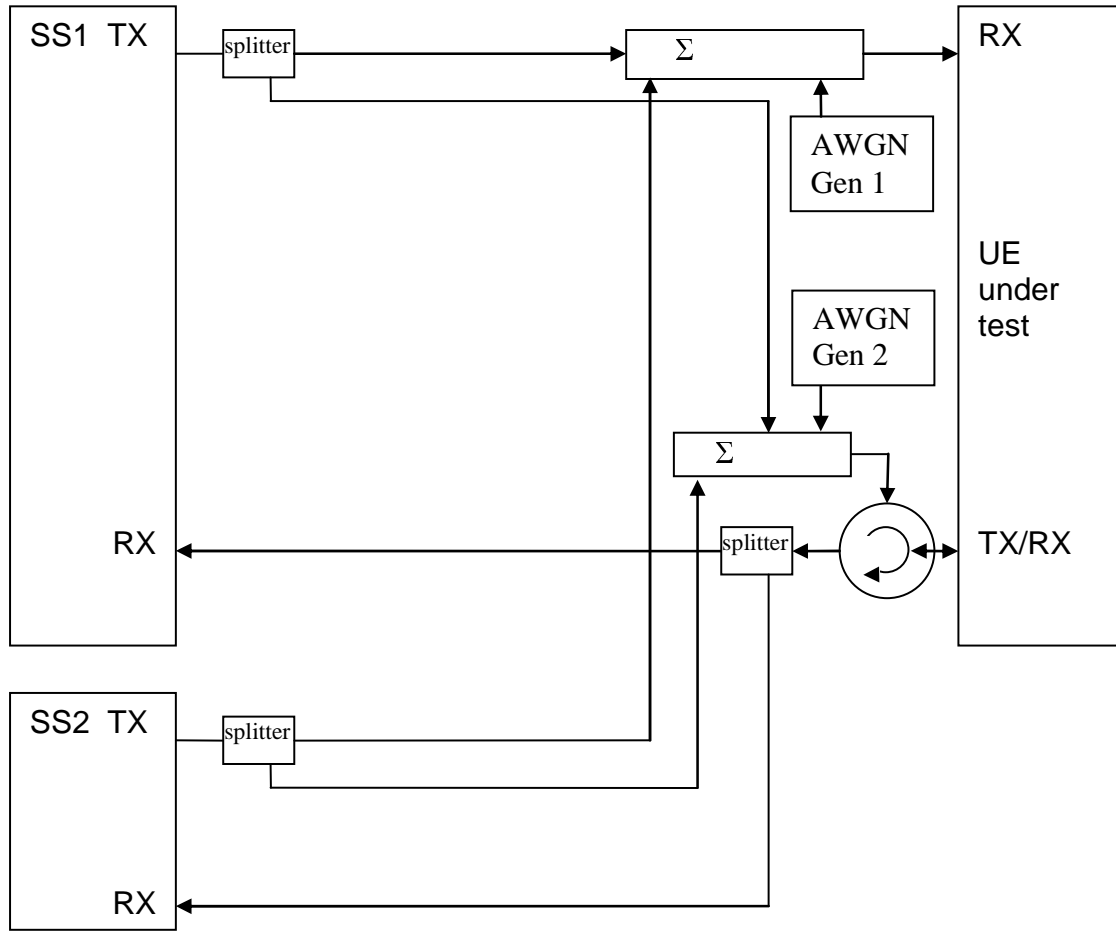 SS1 TX
splitter
Σ
RX
AWGN
Gen 1
UE
under
test
AWGN
Gen 2
Σ
RX
splitter
TX/RX
SS2 TX
splitter
RX